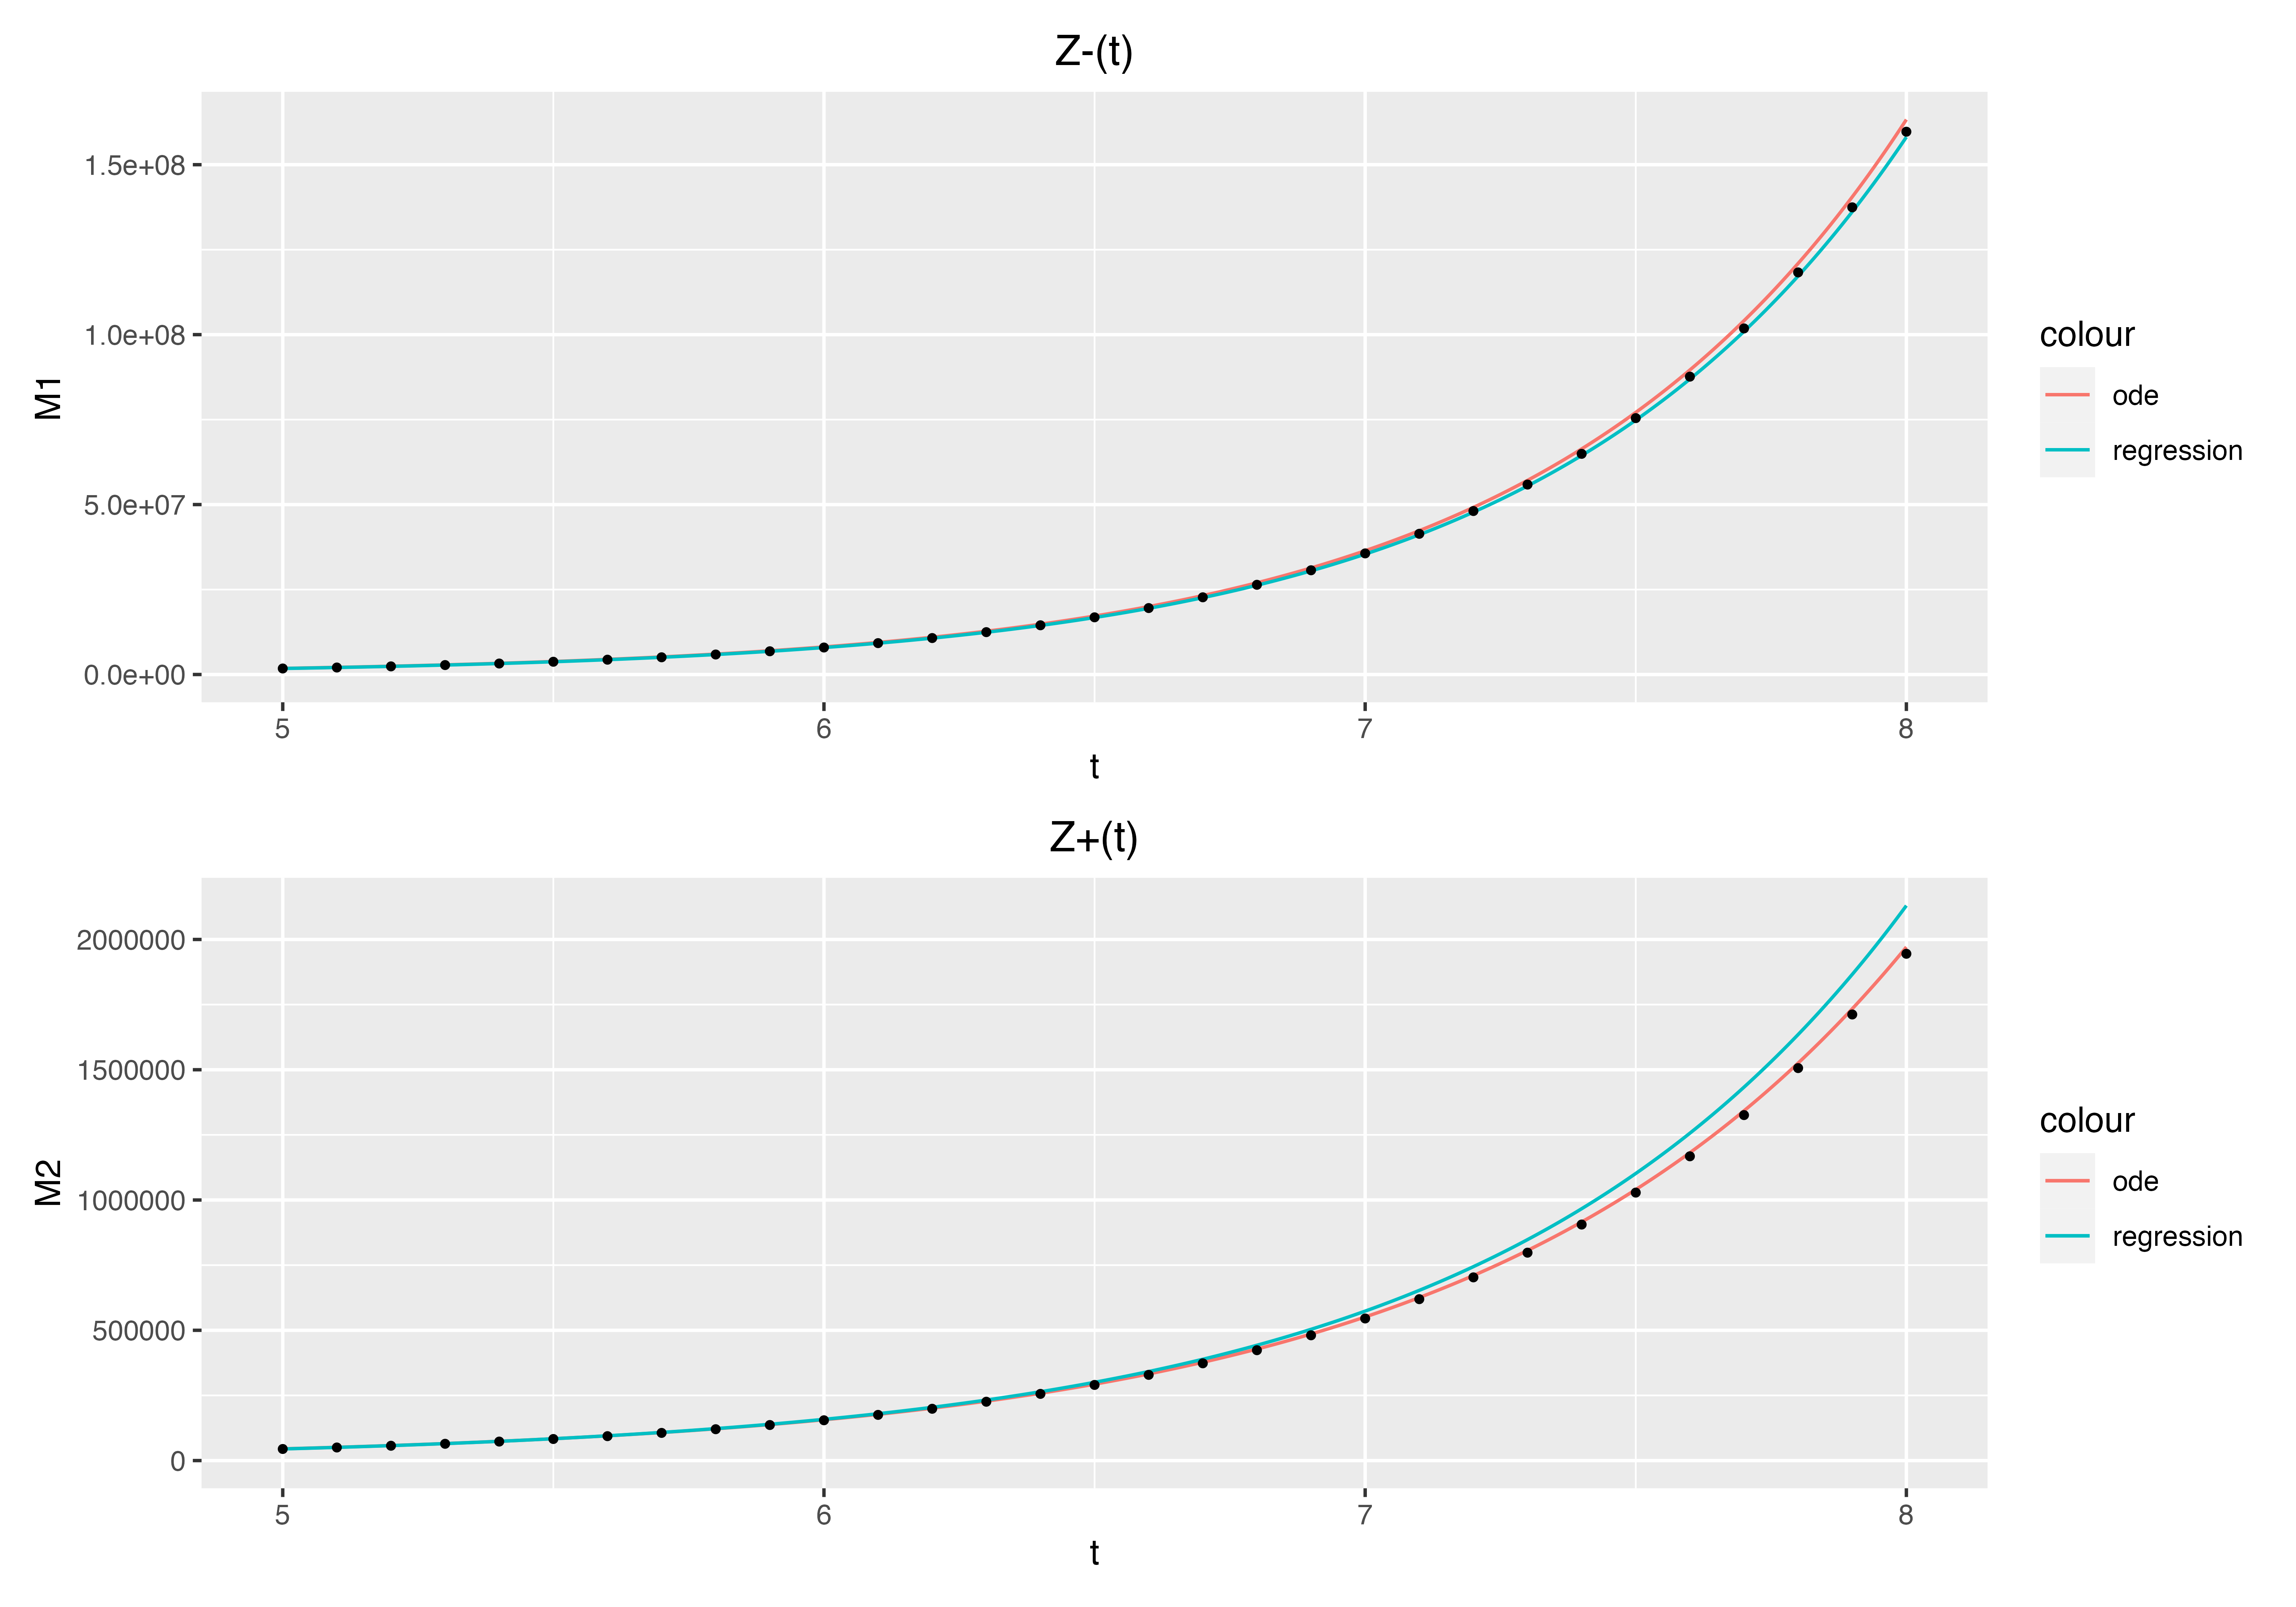 Z-(t)
M1
1.5e+08
1.0e+08
5.0e+07
0.0e+00
5 6 7 8
t
colour
ode
regression
Z+(t)
M2
2000000
1500000
1000000
500000
0
5 6 7 8
t
colour
ode
regression